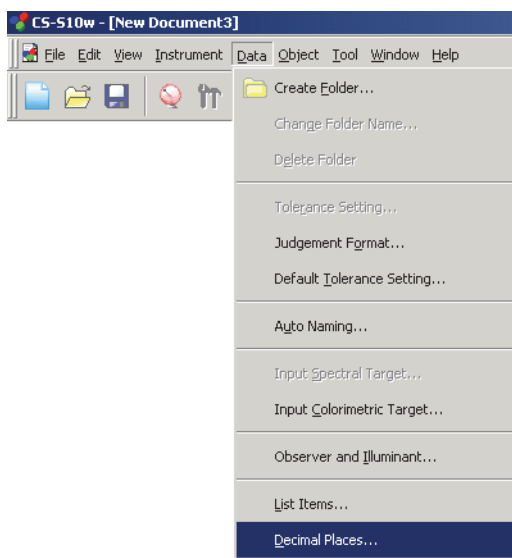 CS-S10w - [New Document3]
File Edit View Instrument Data Object Tool Window Help
Create Folder...
Change Folder Name...
Delete Folder
Tolerance Setting...
Judgement Format...
Default Tolerance Setting...
Auto Naming...
Input Spectral Target...
Input Colorimetric Target...
Observer and Illuminant...
List Items...
Decimal Places...